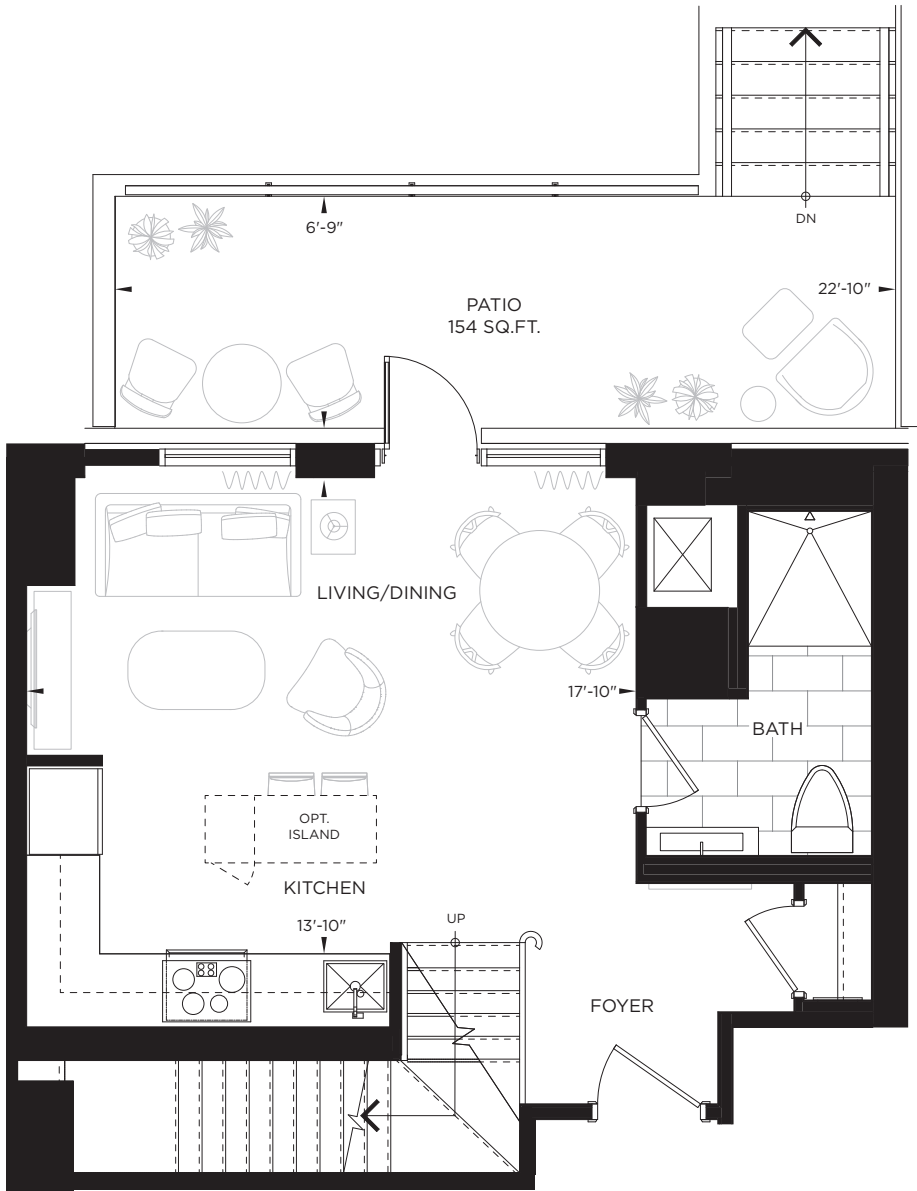 DN
6'-9"
22'-10"
PATIO
154 SQ.FT.
LIVING/DINING
17'-10"
BATH
OPT.
ISLAND
KITCHEN
13'-10"
UP
FOYER